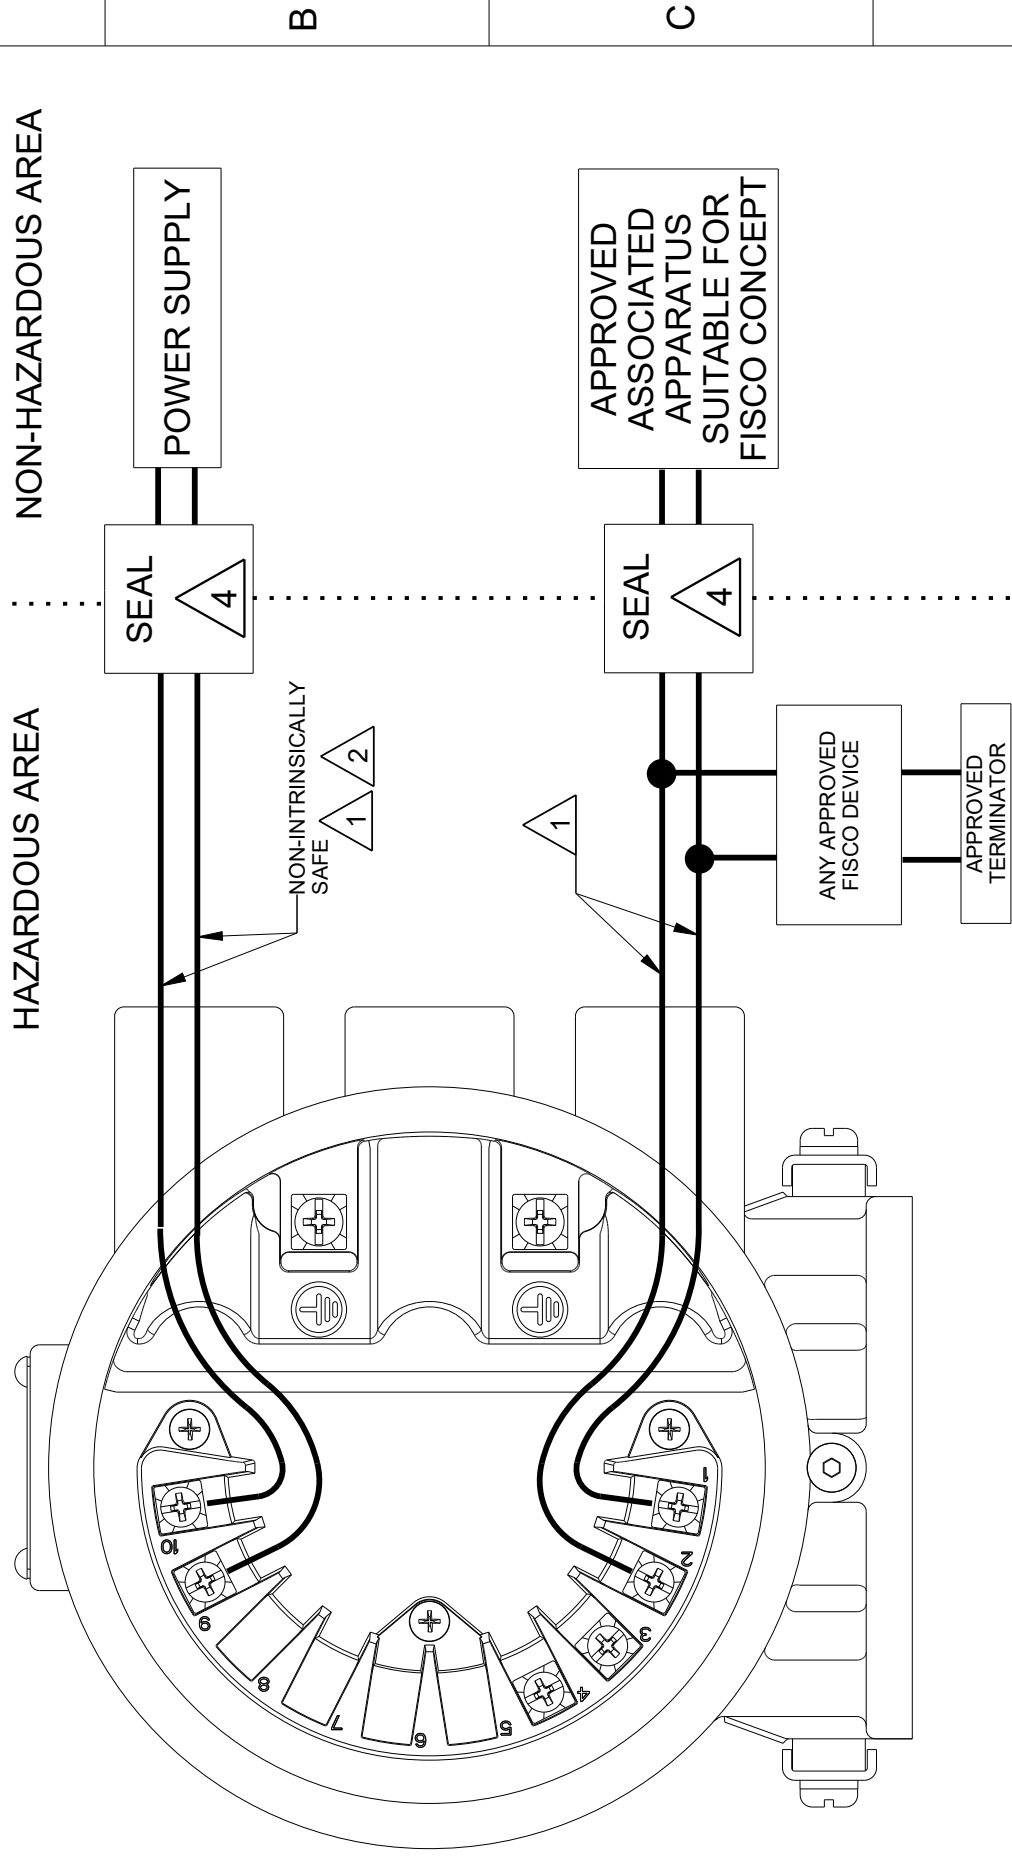 B
C
NON-HAZARDOUS AREA
HAZARDOUS AREA
POWER SUPPLY
SEAL
4
NON-INTRINSICALLY
SAFE
1
2
APPROVED
ASSOCIATED
APPARATUS
SUITABLE FOR
FISCO CONCEPT
SEAL
4
1
ANY APPROVED
FISCO DEVICE
APPROVED
TERMINATOR
10
9
8
7
6
5
4
3
2
1